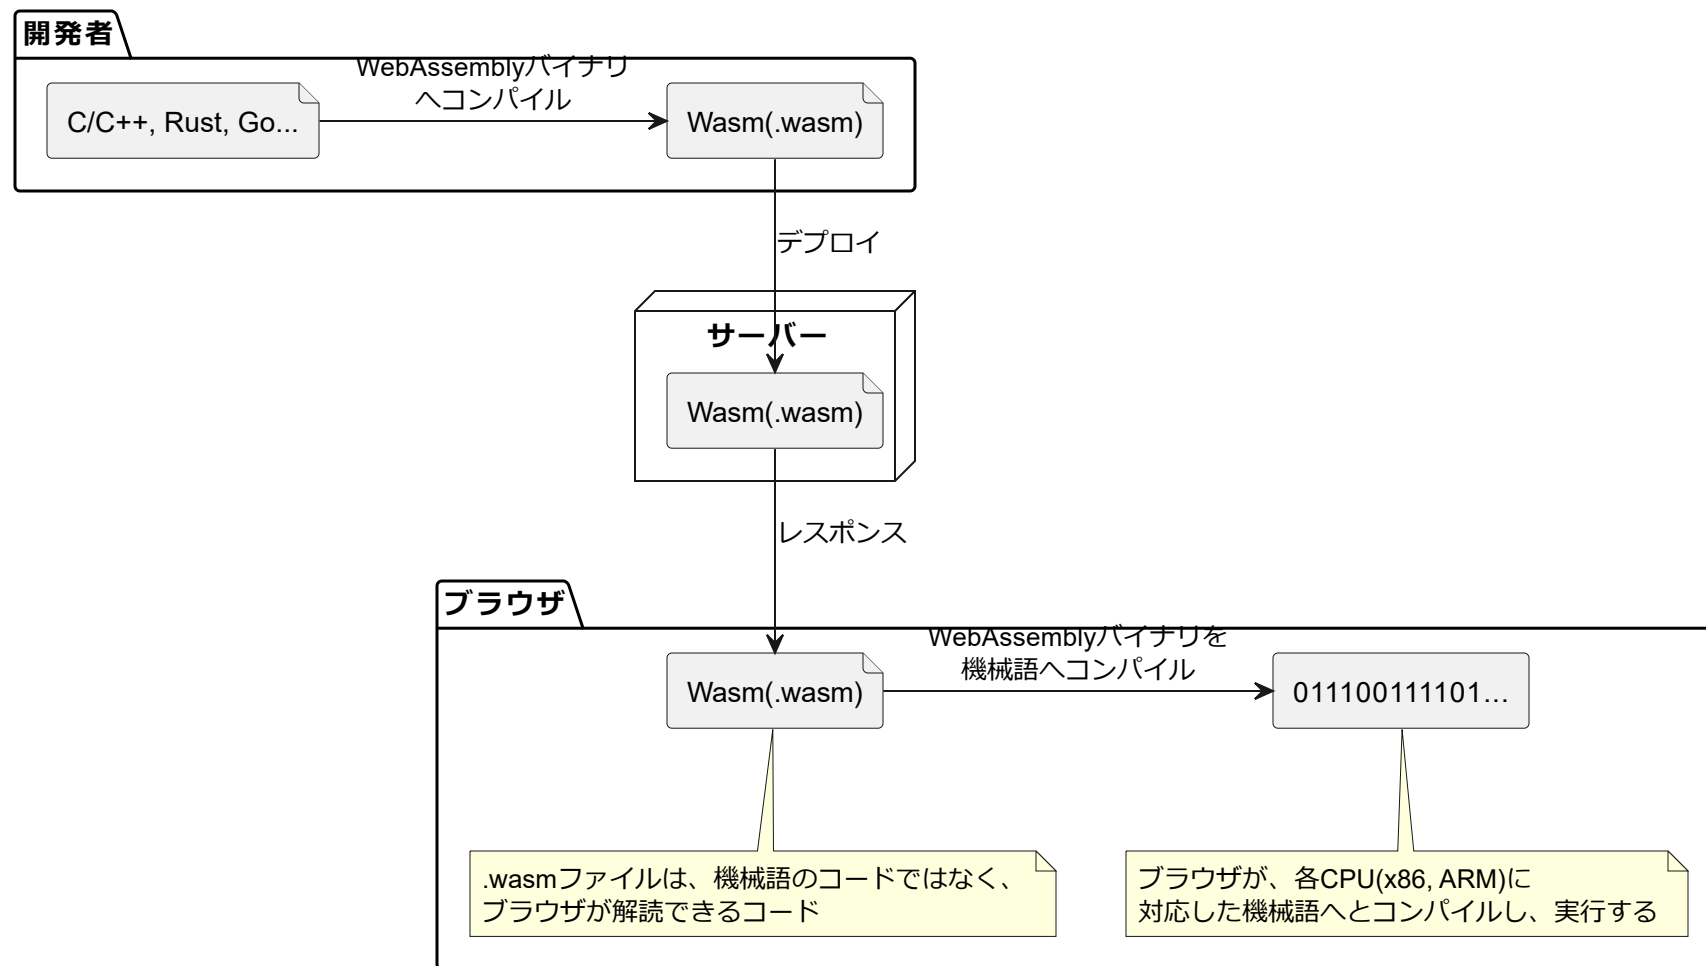 開発者
WebAssemblyバイナリ
へコンパイル
C/C++, Rust, Go...
Wasm(.wasm)
デプロイ
サーバー
Wasm(.wasm)
レスポンス
ブラウザ
WebAssemblyバイナリを
機械語へコンパイル
Wasm(.wasm)
011100111101...
.wasmファイルは、機械語のコードではなく、
ブラウザが解読できるコード
ブラウザが、各CPU(x86, ARM)に
対応した機械語へとコンパイルし、実行する